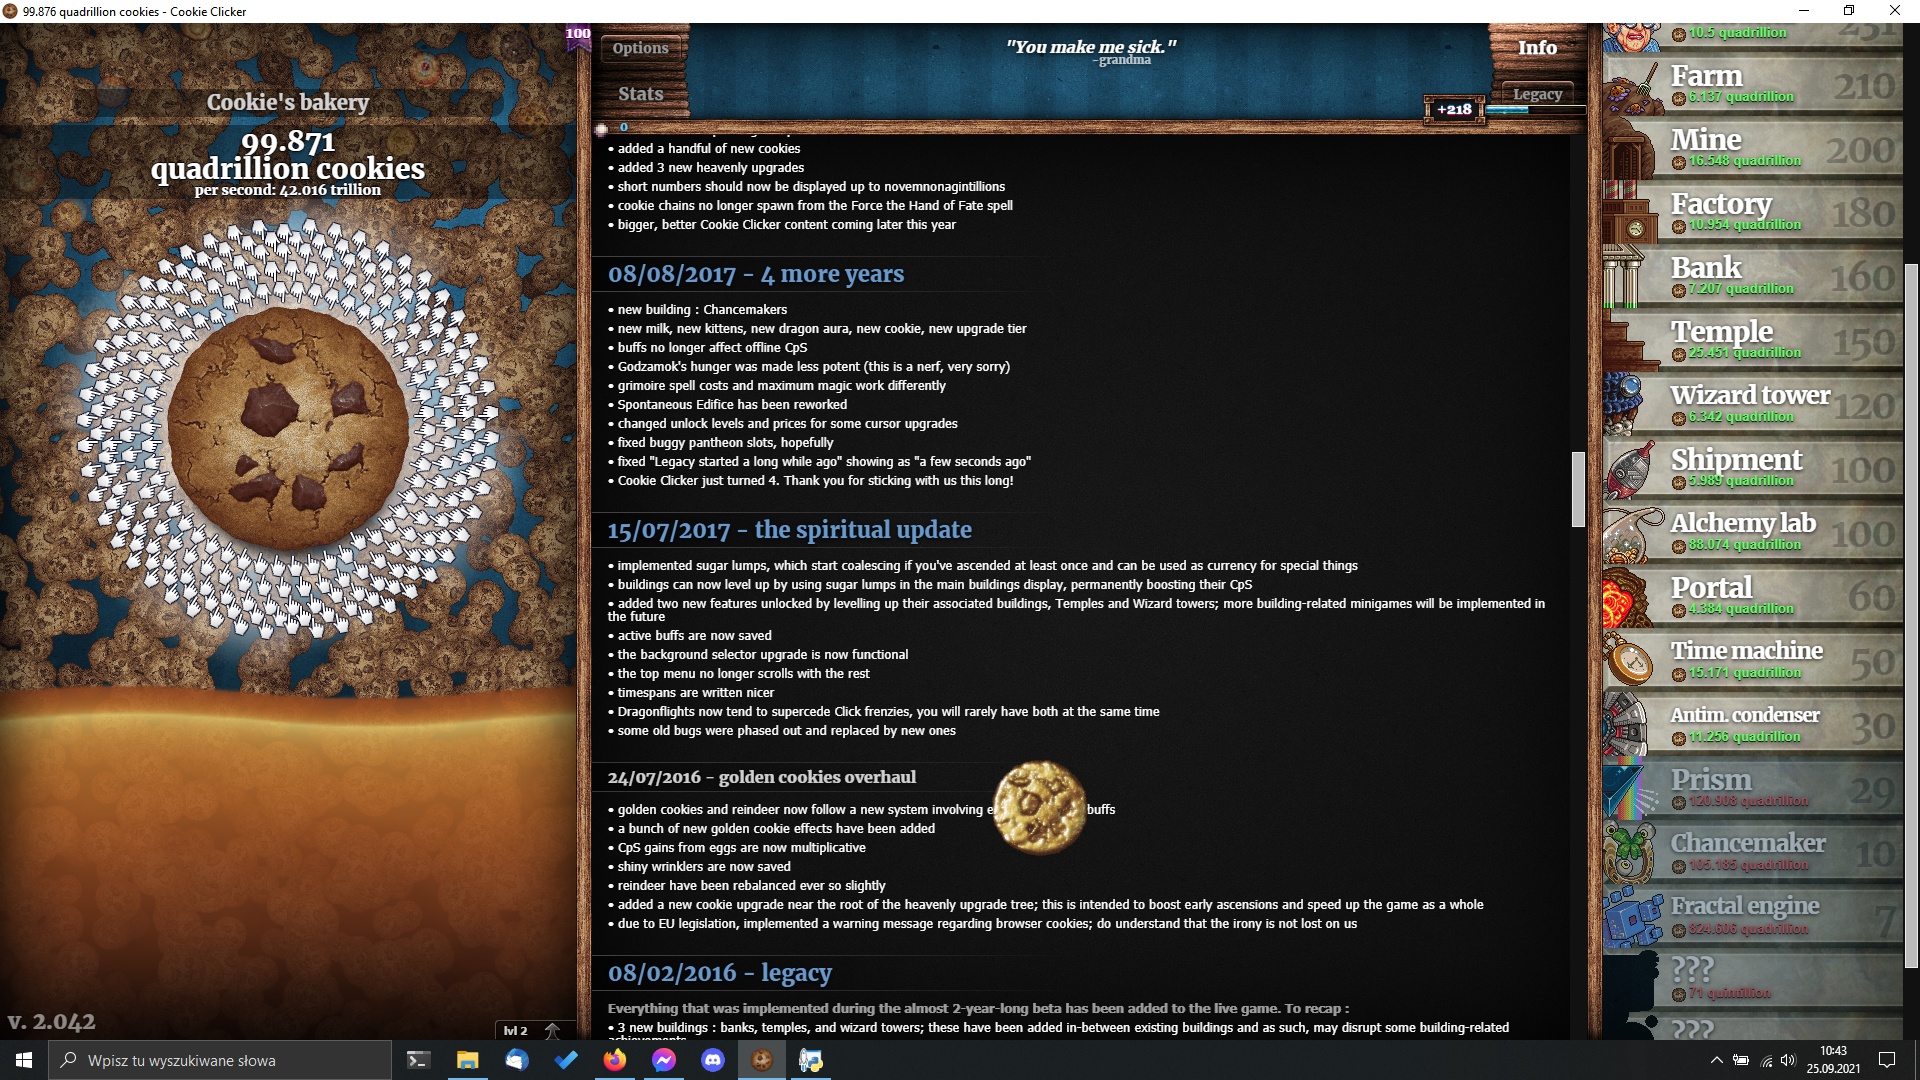 99.876 quadrillion cookies - Cookie Clicker
Cookie's bakery
99.871
quadrillion cookies
per second: 42.016 trillion
v. 2.042
lvl 2
100
Options
Stats
"You make me sick."
-grandma
Info
Legacy
+218
0
• added a handful of new cookies
• added 3 new heavenly upgrades
• short numbers should now be displayed up to novemnonagintillions
• cookie chains no longer spawn from the Force the Hand of Fate spell
• bigger, better Cookie Clicker content coming later this year
08/08/2017 - 4 more years
• new building : Chancemakers
• new milk, new kittens, new dragon aura, new cookie, new upgrade tier
• buffs no longer affect offline CpS
• Godzamok's hunger was made less potent (this is a nerf, very sorry)
• grimoire spell costs and maximum magic work differently
• Spontaneous Edifice has been reworked
• changed unlock levels and prices for some cursor upgrades
• fixed buggy pantheon slots, hopefully
• fixed "Legacy started a long while ago" showing as "a few seconds ago"
• Cookie Clicker just turned 4. Thank you for sticking with us this long!
15/07/2017 - the spiritual update
• implemented sugar lumps, which start coalescing if you've ascended at least once and can be used as currency for special things
• buildings can now level up by using sugar lumps in the main buildings display, permanently boosting their CpS
• added two new features unlocked by levelling up their associated buildings, Temples and Wizard towers; more building-related minigames will be implemented in
the future
• active buffs are now saved
• the background selector upgrade is now functional
• the top menu no longer scrolls with the rest
• timespans are written nicer
• Dragonflights now tend to supercede Click frenzies, you will rarely have both at the same time
• some old bugs were phased out and replaced by new ones
24/07/2016 - golden cookies overhaul
• golden cookies and reindeer now follow a new system involving buffs
• a bunch of new golden cookie effects have been added
• CpS gains from eggs are now multiplicative
• shiny wrinklers are now saved
• reindeer have been rebalanced ever so slightly
• added a new cookie upgrade near the root of the heavenly upgrade tree; this is intended to boost early ascensions and speed up the game as a whole
• due to EU legislation, implemented a warning message regarding browser cookies; do understand that the irony is not lost on us
08/02/2016 - legacy
Everything that was implemented during the almost 2-year-long beta has been added to the live game. To recap :
• 3 new buildings : banks, temples, and wizard towers; these have been added in-between existing buildings and as such, may disrupt some building-related
achievements
10.5 quadrillion 231
Farm 210
6.137 quadrillion
Mine 200
16.548 quadrillion
Factory 180
10.954 quadrillion
Bank 160
7.207 quadrillion
Temple 150
25.451 quadrillion
Wizard tower 120
6.342 quadrillion
Shipment 100
5.989 quadrillion
Alchemy lab 100
88.074 quadrillion
Portal 60
4.384 quadrillion
Time machine 50
15.171 quadrillion
Antim. condenser 30
11.256 quadrillion
Prism 29
120.908 quadrillion
Chancemaker 10
105.185 quadrillion
Fractal engine 7
824.606 quadrillion
???
71 quintillion
???
Wpisz tu wyszukiwane słowa
10:43
25.09.2021